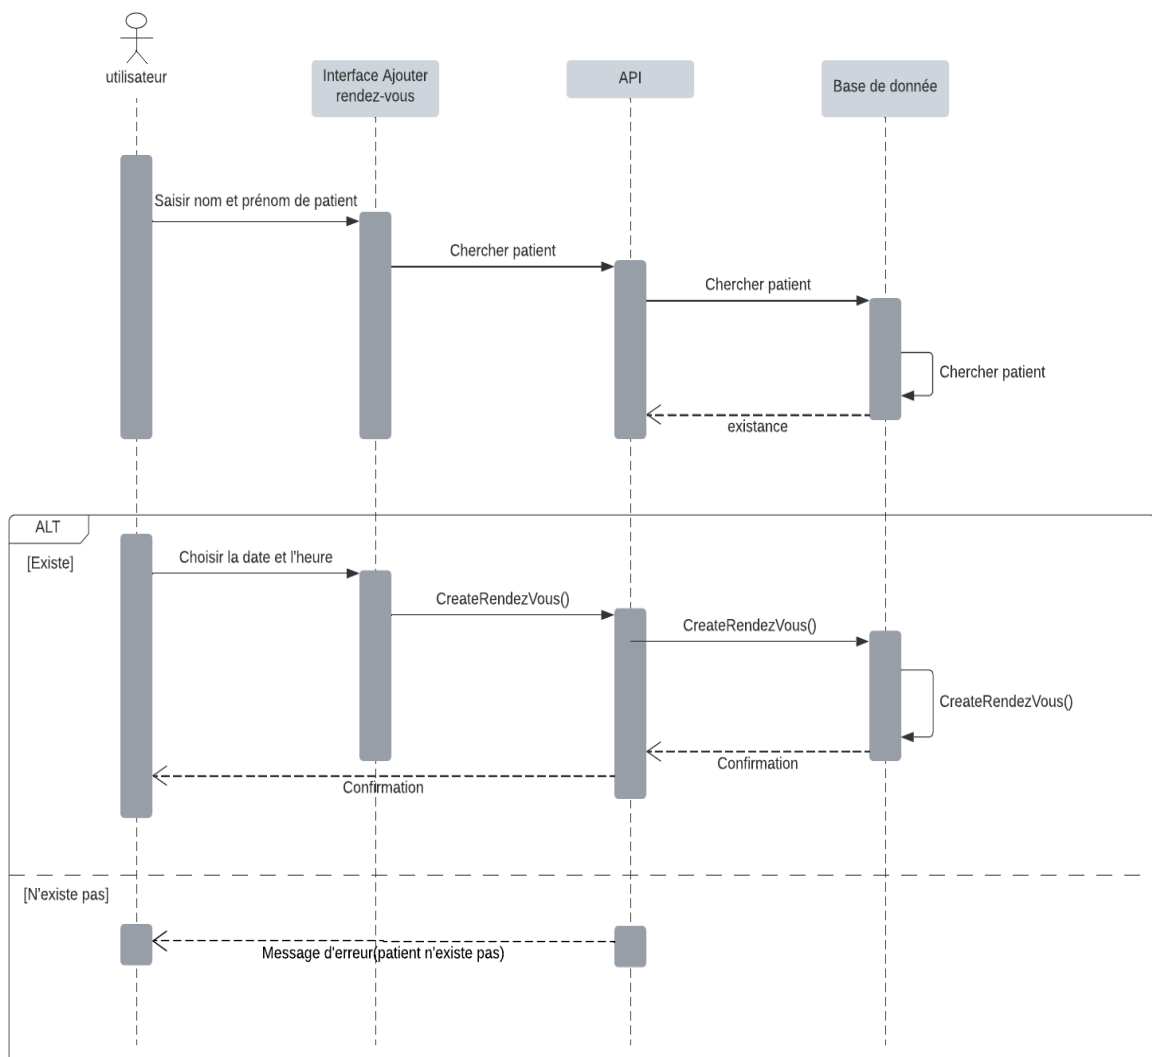 utilisateur
Interface Ajouter
rendez-vous
API
Base de donnée
Saisir nom et prénom de patient
Chercher patient
Chercher patient
Chercher patient
existance
ALT
[Existe]
Choisir la date et l'heure
CreateRendezVous()
CreateRendezVous()
CreateRendezVous()
Confirmation
Confirmation
[N'existe pas]
Message d'erreur(patient n'existe pas)